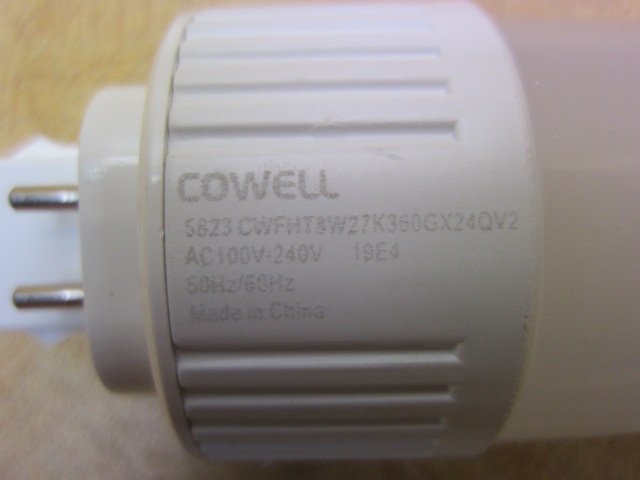 COWELL
5823 CWFHT8W27K360GX24QV2
AC100V-240V 19E4
50Hz/60Hz
Made in China